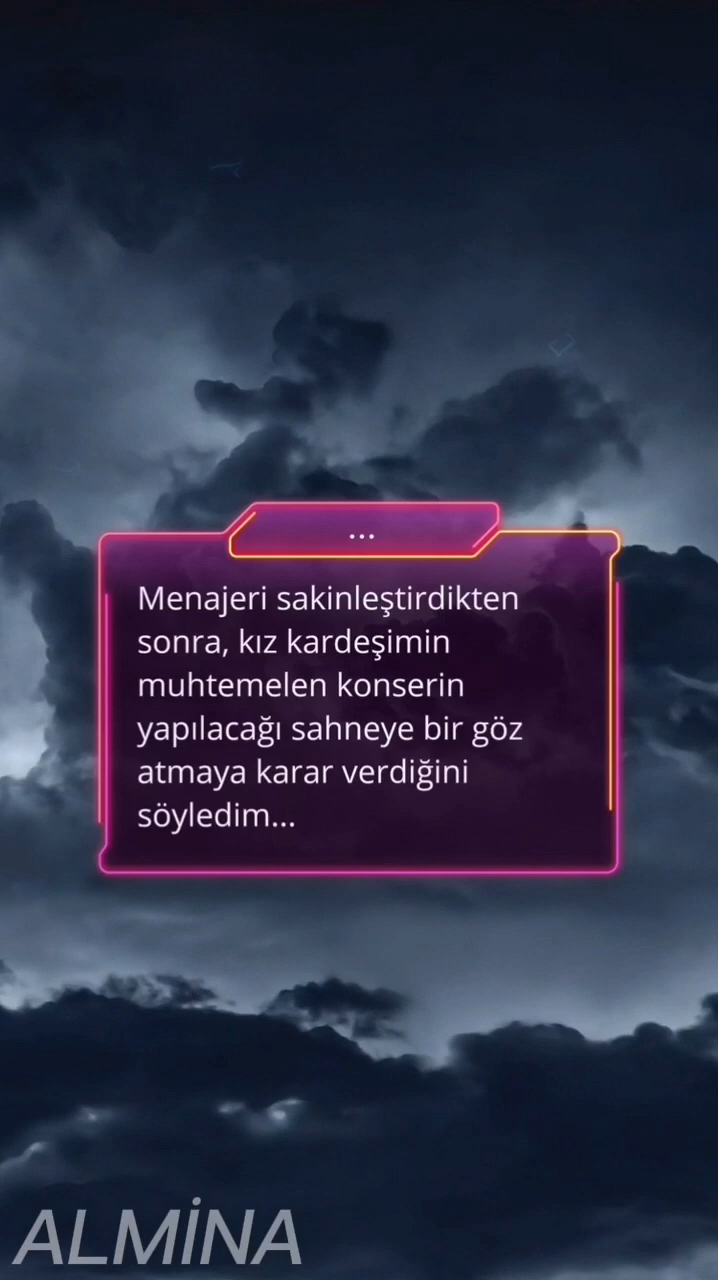 ...
Menajeri sakinleştirdikten
sonra, kız kardeşimin
muhtemelen konserin
yapılacağı sahneye bir göz
atmaya karar verdiğini
söyledim...
ALMİNA